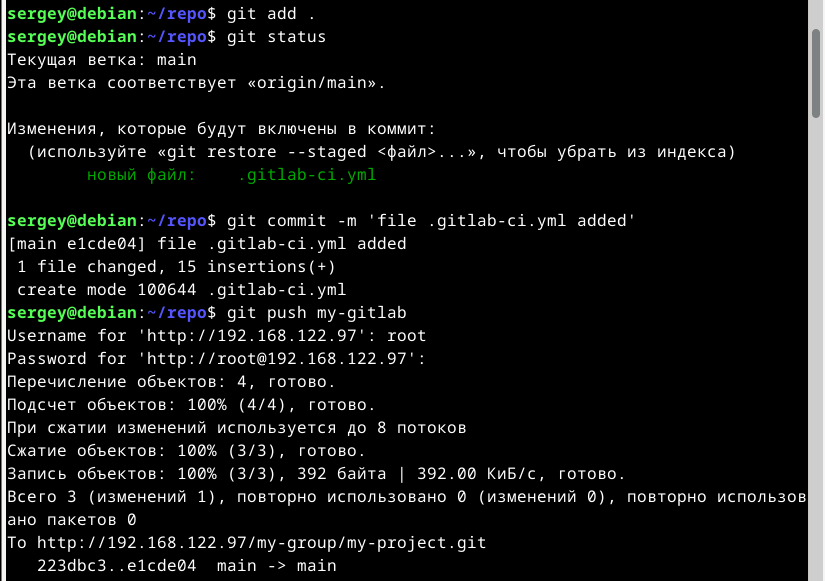 sergey@debian:~/repo$ git add .
sergey@debian:~/repo$ git status
Текущая ветка: main
Эта ветка соответствует «origin/main».
Изменения, которые будут включены в коммит:
  (используйте «git restore --staged <файл>...», чтобы убрать из индекса)
        новый файл:    .gitlab-ci.yml
sergey@debian:~/repo$ git commit -m 'file .gitlab-ci.yml added'
[main e1cde04] file .gitlab-ci.yml added
 1 file changed, 15 insertions(+)
 create mode 100644 .gitlab-ci.yml
sergey@debian:~/repo$ git push my-gitlab
Username for 'http://192.168.122.97': root
Password for 'http://root@192.168.122.97':
Перечисление объектов: 4, готово.
Подсчет объектов: 100% (4/4), готово.
При сжатии изменений используется до 8 потоков
Сжатие объектов: 100% (3/3), готово.
Запись объектов: 100% (3/3), 392 байта | 392.00 КиБ/с, готово.
Всего 3 (изменений 1), повторно использовано 0 (изменений 0), повторно использов
ано пакетов 0
To http://192.168.122.97/my-group/my-project.git
   223dbc3..e1cde04  main -> main